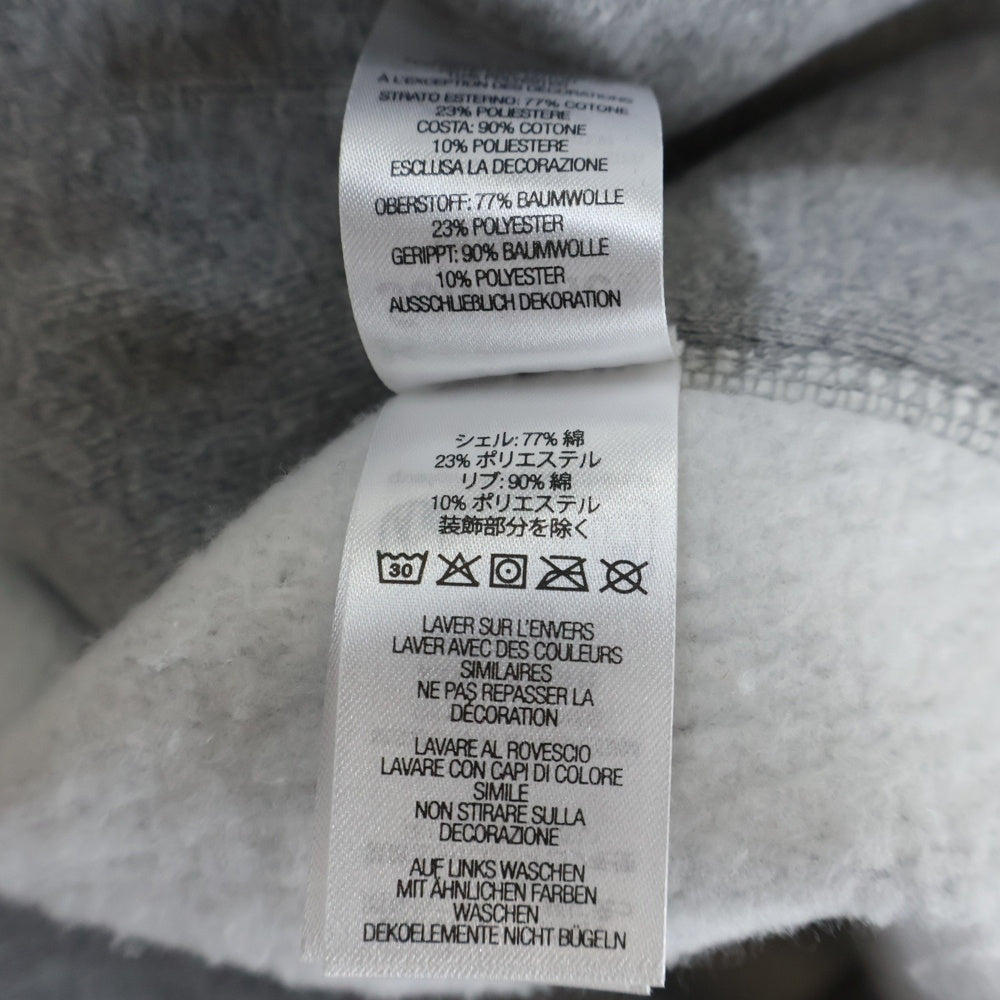 À L'EXCEPTION DES DÉCORATIONS
STRATO ESTERNO: 77% COTONE
23% POLIESTERE
COSTA: 90% COTONE
10% POLIESTERE
ESCLUSA LA DECORAZIONE
OBERSTOFF: 77% BAUMWOLLE
23% POLYESTER
GERIPPT: 90% BAUMWOLLE
10% POLYESTER
AUSSCHLIEBLICH DEKORATION
シェル: 77% 綿
23% ポリエステル
リブ: 90% 綿
10% ポリエステル
装飾部分を除く
30
LAVER SUR L'ENVERS
LAVER AVEC DES COULEURS
SIMILAIRES
NE PAS REPASSER LA
DÉCORATION
LAVARE AL ROVESCIO
LAVARE CON CAPI DI COLORE
SIMILE
NON STIRARE SULLA
DECORAZIONE
AUF LINKS WASCHEN
MIT ÄHNLICHEN FARBEN
WASCHEN
DEKOELEMENTE NICHT BÜGELN